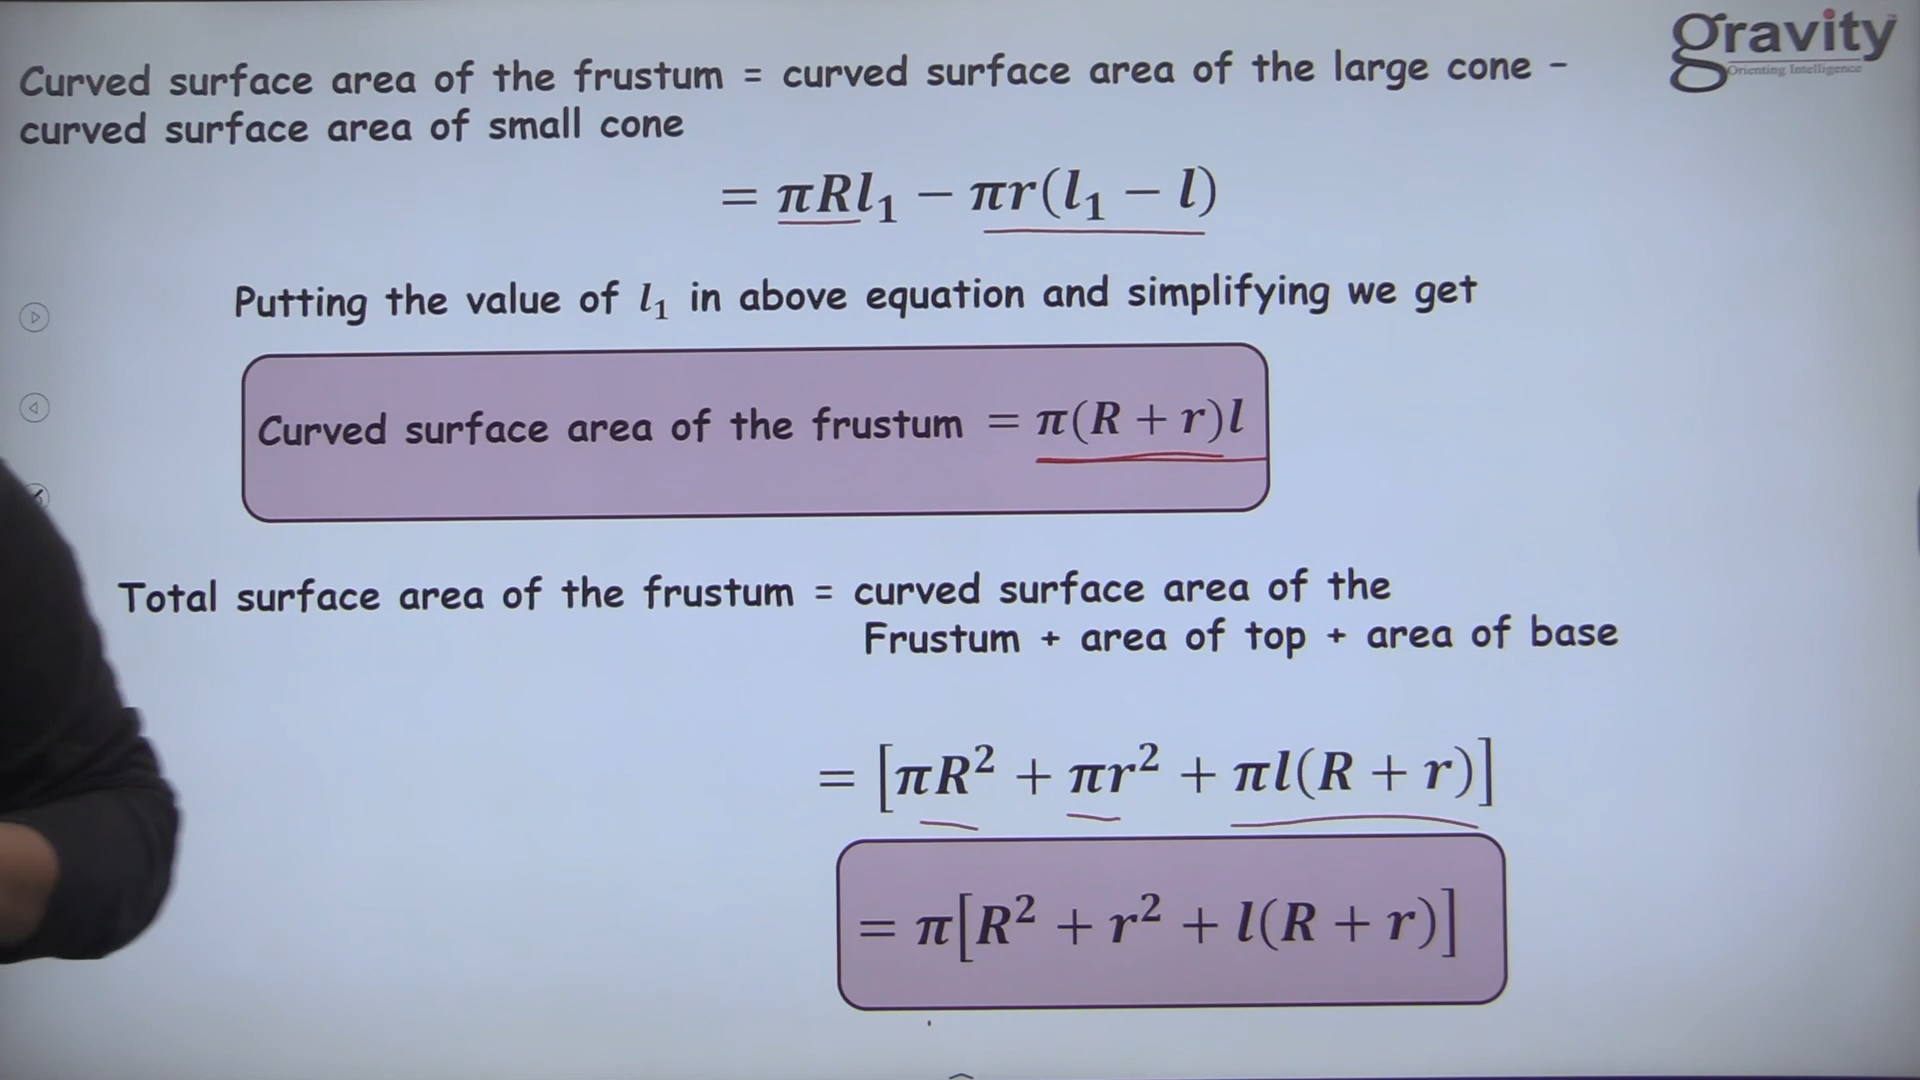 gravity
Orienting Intelligence
Curved surface area of the frustum = curved surface area of the large cone -
curved surface area of small cone
= πRl₁ − πr(l₁ − l)
Putting the value of l₁ in above equation and simplifying we get
Curved surface area of the frustum = π(R + r)l
Total surface area of the frustum = curved surface area of the
Frustum + area of top + area of base
= [πR² + πr² + πl(R + r)]
= π[R² + r² + l(R + r)]